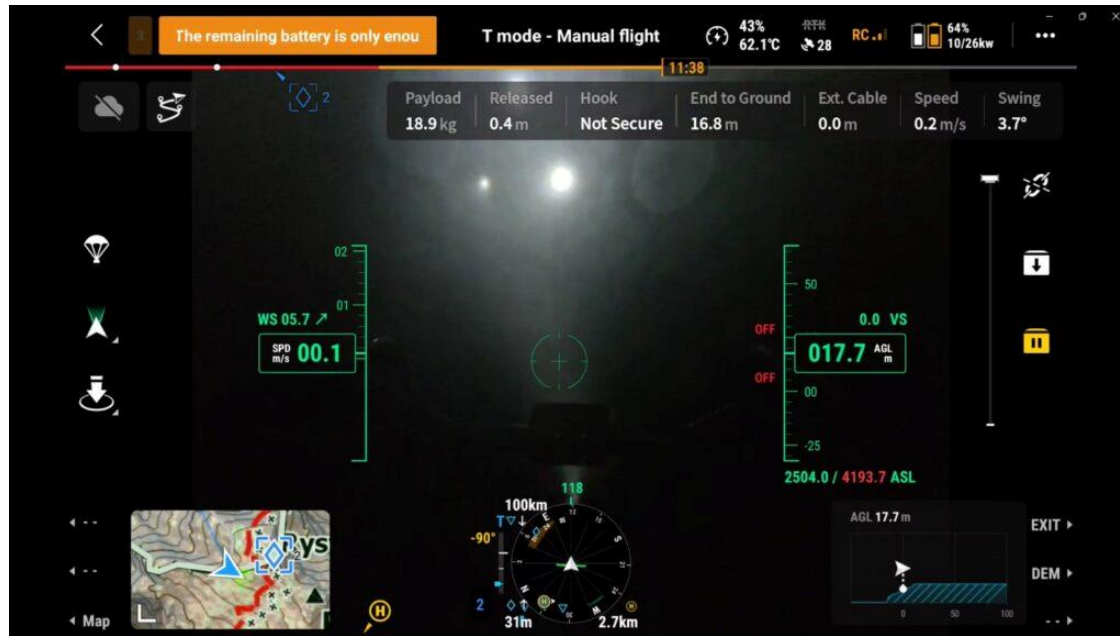 The remaining battery is only enou
T mode - Manual flight
43%
62.1°C
RTK
28
RC
64%
10/26kw
11:38
2
Payload Released Hook End to Ground Ext. Cable Speed Swing
18.9 kg 0.4 m Not Secure 16.8 m 0.0 m 0.2 m/s 3.7°
02
01
WS 05.7
SPD
m/s 00.1
50
0.0 VS
OFF
017.7 AGL
m
OFF
00
-25
2504.0 / 4193.7 ASL
118
100km
T
-90°
2
31m
2.7km
E
S
W
N
12
15
H
ys
Map
AGL 17.7 m
0 50 100
EXIT
DEM